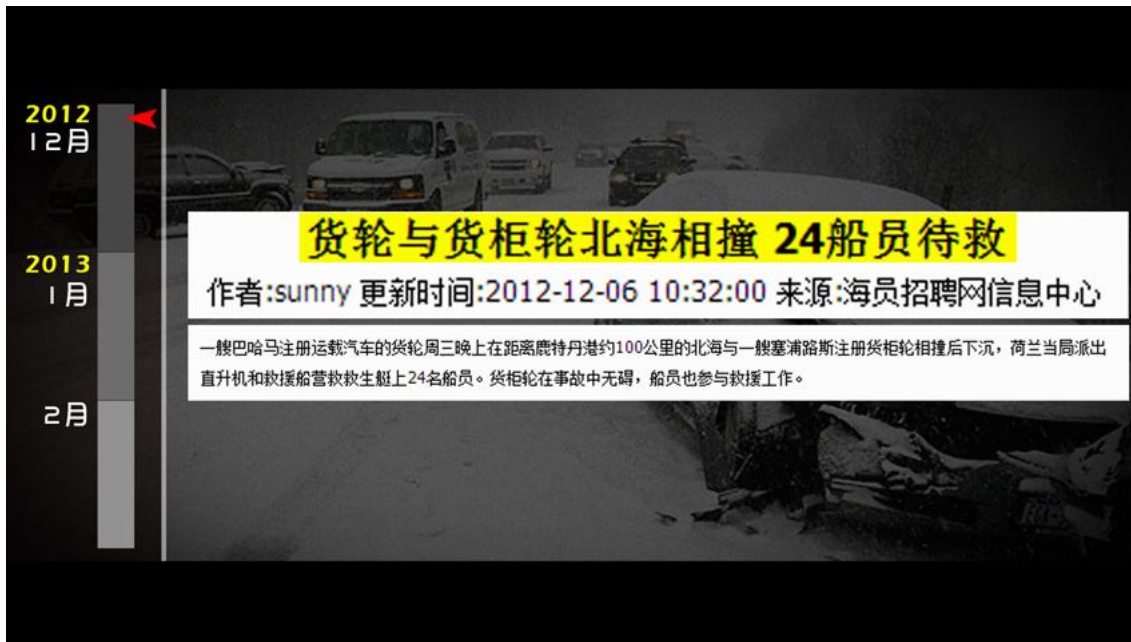 2012
12月
2013
1月
2月
货轮与货柜轮北海相撞 24船员待救
作者:sunny 更新时间:2012-12-06 10:32:00 来源:海员招聘网信息中心
一艘巴哈马注册运载汽车的货轮周三晚上在距离鹿特丹港约100公里的北海与一艘塞浦路斯注册货柜轮相撞后下沉，荷兰当局派出
直升机和救援船营救救生艇上24名船员。货柜轮在事故中无碍，船员也参与救援工作。